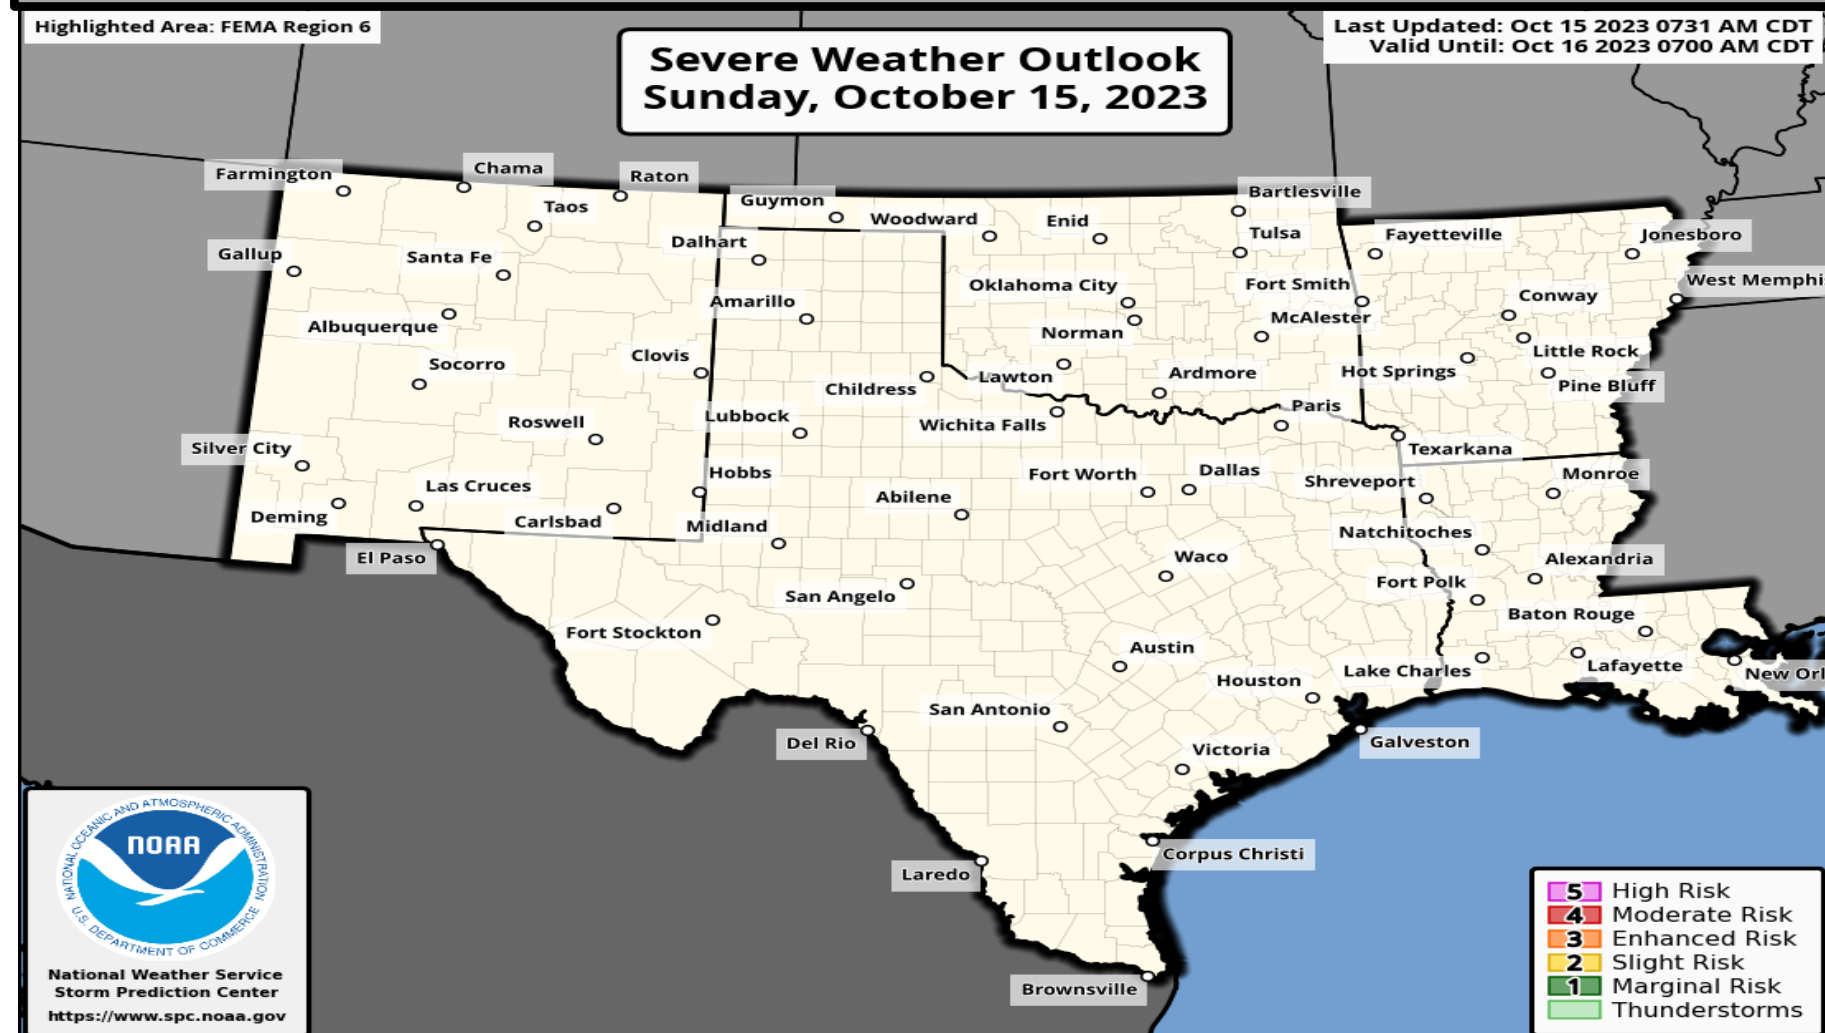 Highlighted Area: FEMA Region 6
Last Updated: Oct 15 2023 0731 AM CDT
Valid Until: Oct 16 2023 0700 AM CDT
Severe Weather Outlook
Sunday, October 15, 2023
Farmington
Chama
Raton
Taos
Guymon
Woodward
Enid
Bartlesville
Gallup
Santa Fe
Dalhart
Tulsa
Fayetteville
Jonesboro
Albuquerque
Amarillo
Oklahoma City
Fort Smith
Conway
West Memphi
Norman
McAlester
Socorro
Clovis
Childress
Lawton
Ardmore
Hot Springs
Little Rock
Pine Bluff
Roswell
Lubbock
Wichita Falls
Paris
Silver City
Texarkana
Las Cruces
Hobbs
Abilene
Fort Worth
Dallas
Shreveport
Monroe
Deming
Carlsbad
Midland
Natchitoches
El Paso
Waco
Alexandria
San Angelo
Fort Polk
Fort Stockton
Baton Rouge
Austin
Lake Charles
Lafayette
New Orl
Houston
San Antonio
Del Rio
Victoria
Galveston
Corpus Christi
Laredo
Brownsville
NATIONAL OCEANIC AND ATMOSPHERIC ADMINISTRATION
NOAA
U.S. DEPARTMENT OF COMMERCE
National Weather Service
Storm Prediction Center
https://www.spc.noaa.gov
5 High Risk
4 Moderate Risk
3 Enhanced Risk
2 Slight Risk
1 Marginal Risk
Thunderstorms